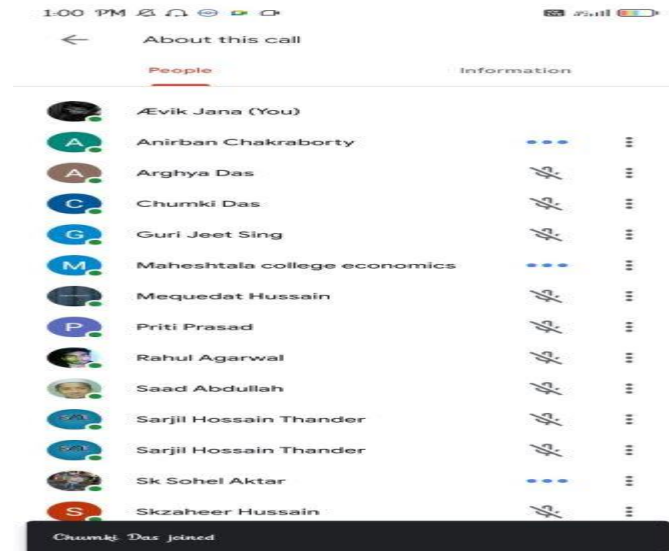 1:00 PM
About this call
People Information
Ævik Jana (You)
A Anirban Chakraborty
A Arghya Das
C Chumki Das
G Guri Jeet Sing
M Maheshtala college economics
Mequedat Hussain
P Priti Prasad
Rahul Agarwal
Saad Abdullah
Sarjil Hossain Thander
Sarjil Hossain Thander
Sk Sohel Aktar
S Skzaheer Hussain
Chumki Das joined